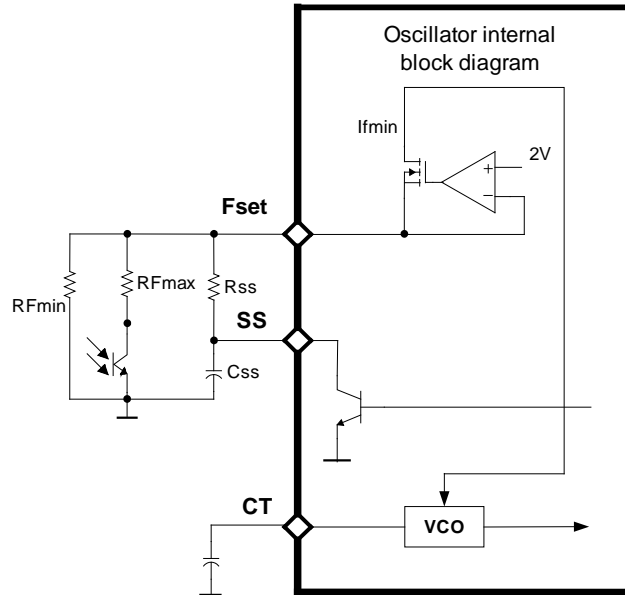 Oscillator internal
block diagram
Ifmin
2V
+
−
Fset
RFmax
Rss
RFmin
SS
Css
CT
VCO